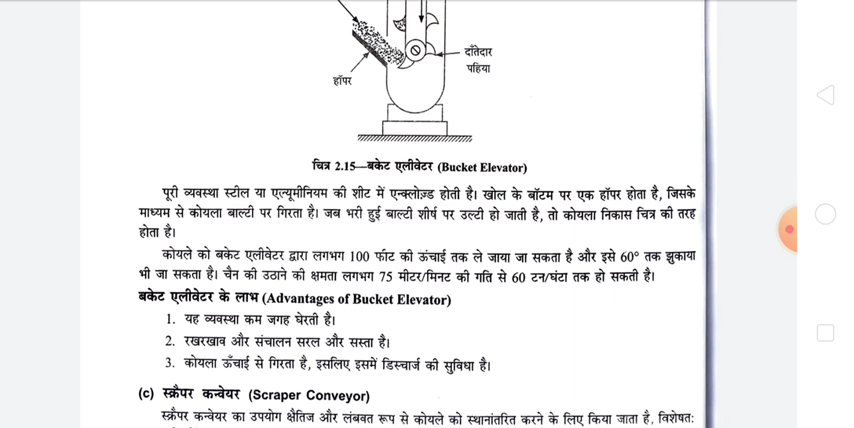 दाँतेदार
पहिया
हॉपर
चित्र 2.15—बकेट एलीवेटर (Bucket Elevator)
पूरी व्यवस्था स्टील या एल्यूमीनियम की शीट में एन्क्लोज़्ड होती है। खोल के बॉटम पर एक हॉपर होता है, जिसके
माध्यम से कोयला बाल्टी पर गिरता है। जब भरी हुई बाल्टी शीर्ष पर उल्टी हो जाती है, तो कोयला निकास चित्र की तरह
होता है।
कोयले को बकेट एलीवेटर द्वारा लगभग 100 फीट की ऊंचाई तक ले जाया जा सकता है और इसे 60° तक झुकाया
भी जा सकता है। चैन की उठाने की क्षमता लगभग 75 मीटर/मिनट की गति से 60 टन/घंटा तक हो सकती है।
बकेट एलीवेटर के लाभ (Advantages of Bucket Elevator)
1. यह व्यवस्था कम जगह घेरती है।
2. रखरखाव और संचालन सरल और सस्ता है।
3. कोयला ऊँचाई से गिरता है, इसलिए इसमें डिस्चार्ज की सुविधा है।
(c) स्क्रैपर कन्वेयर (Scraper Conveyor)
स्क्रैपर कन्वेयर का उपयोग क्षैतिज और लंबवत रूप से कोयले को स्थानांतरित करने के लिए किया जाता है, विशेषत: